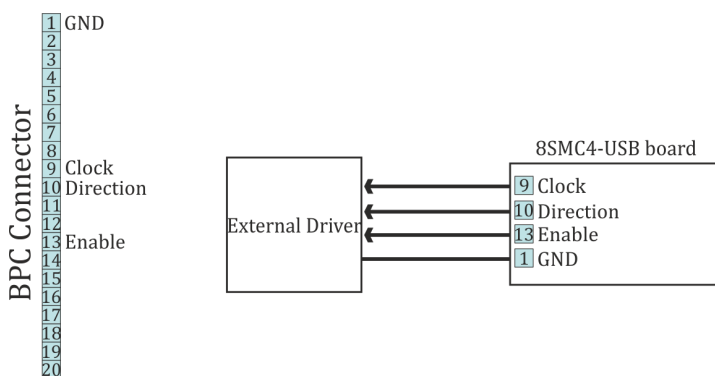 BPC Connector
1 GND
2
3
4
5
6
7
8
9 Clock
10 Direction
11
12
13 Enable
14
15
16
17
18
19
20
External Driver
8SMC4-USB board
9 Clock
10 Direction
13 Enable
1 GND